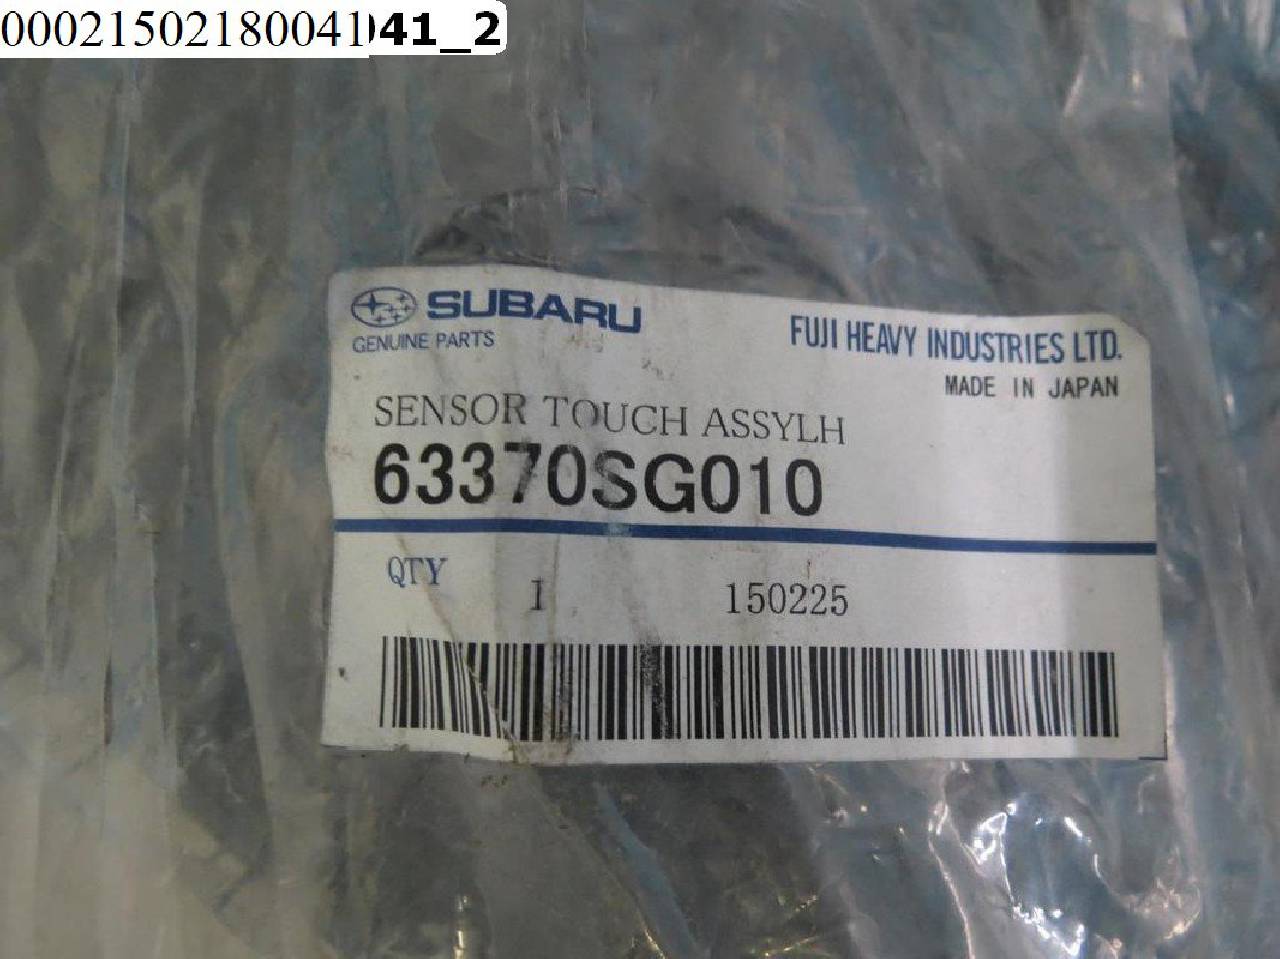 00021502180041041_2
SUBARU
GENUINE PARTS
FUJI HEAVY INDUSTRIES LTD.
MADE IN JAPAN
SENSOR TOUCH ASSYLH
63370SG010
QTY 1 150225